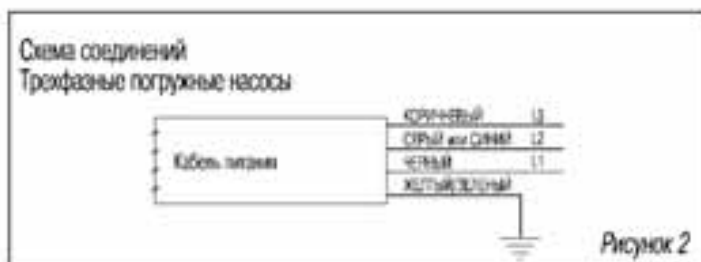 Схема соединений
Трехфазные погружные насосы
КОРИЧНЕВЫЙ L3
СЕРЫЙ или СИНИЙ L2
Кабель питания
ЧЕРНЫЙ L1
ЖЕЛТЫЙ/ЗЕЛЕНЫЙ
Рисунок 2